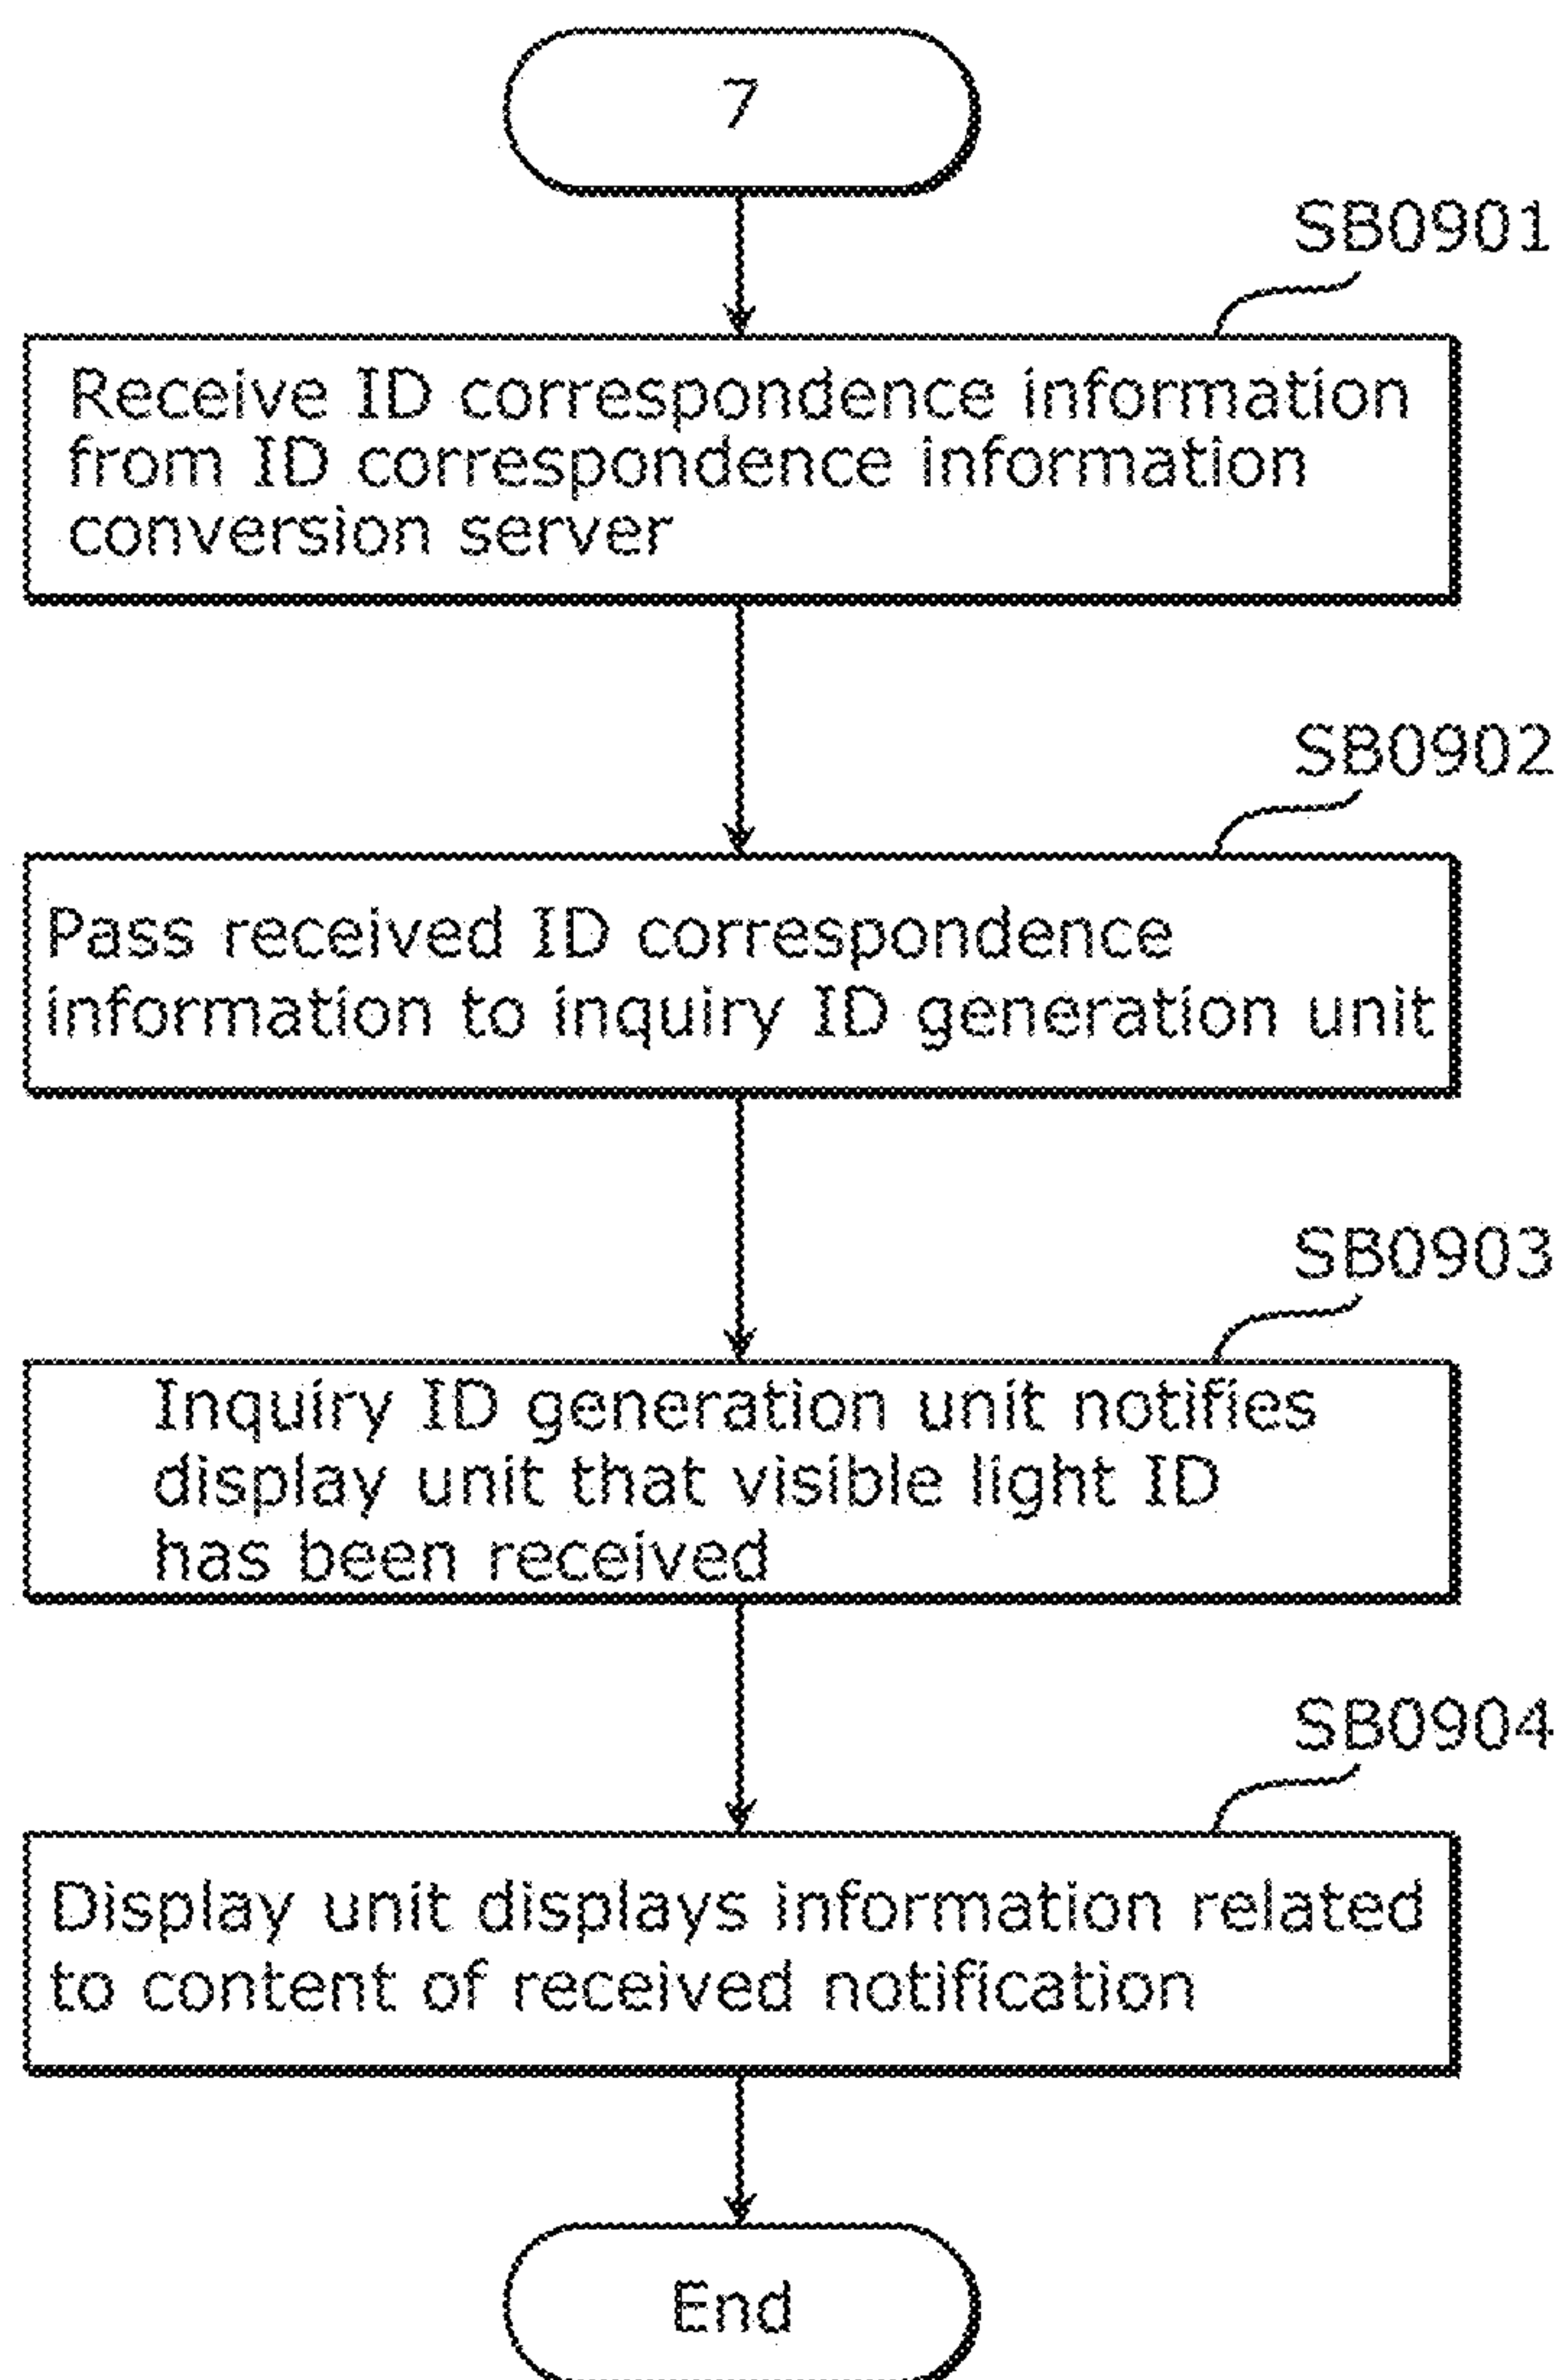 7
SB0901
Receive ID correspondence information
from ID correspondence information
conversion server
SB0902
Pass received ID correspondence
information to inquiry ID generation unit
SB0903
Inquiry ID generation unit notifies
display unit that visible light ID
has been received
SB0904
Display unit displays information related
to content of received notification
End